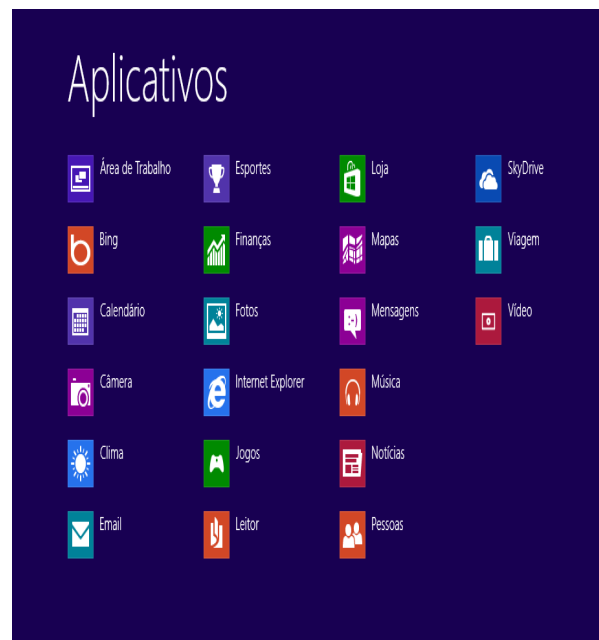 Aplicativos
Área de Trabalho
Bing
Calendário
Câmera
Clima
Email
Esportes
Finanças
Fotos
Internet Explorer
Jogos
Leitor
Loja
Mapas
Mensagens
Música
Notícias
Pessoas
SkyDrive
Viagem
Vídeo